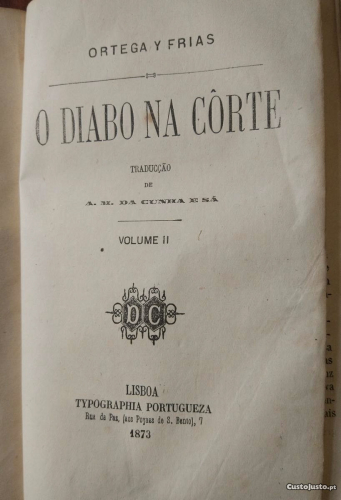 ORTEGA Y FRIAS
O DIABO NA CÔRTE
TRADUCÇÃO
DE
A. M. DA CUNHA E SÁ
VOLUME II
DC
LISBOA
TYPOGRAPHIA PORTUGUEZA
Rua da Paz, (aos Poyaes de S. Bento), 7
1873
Custojusto.pt